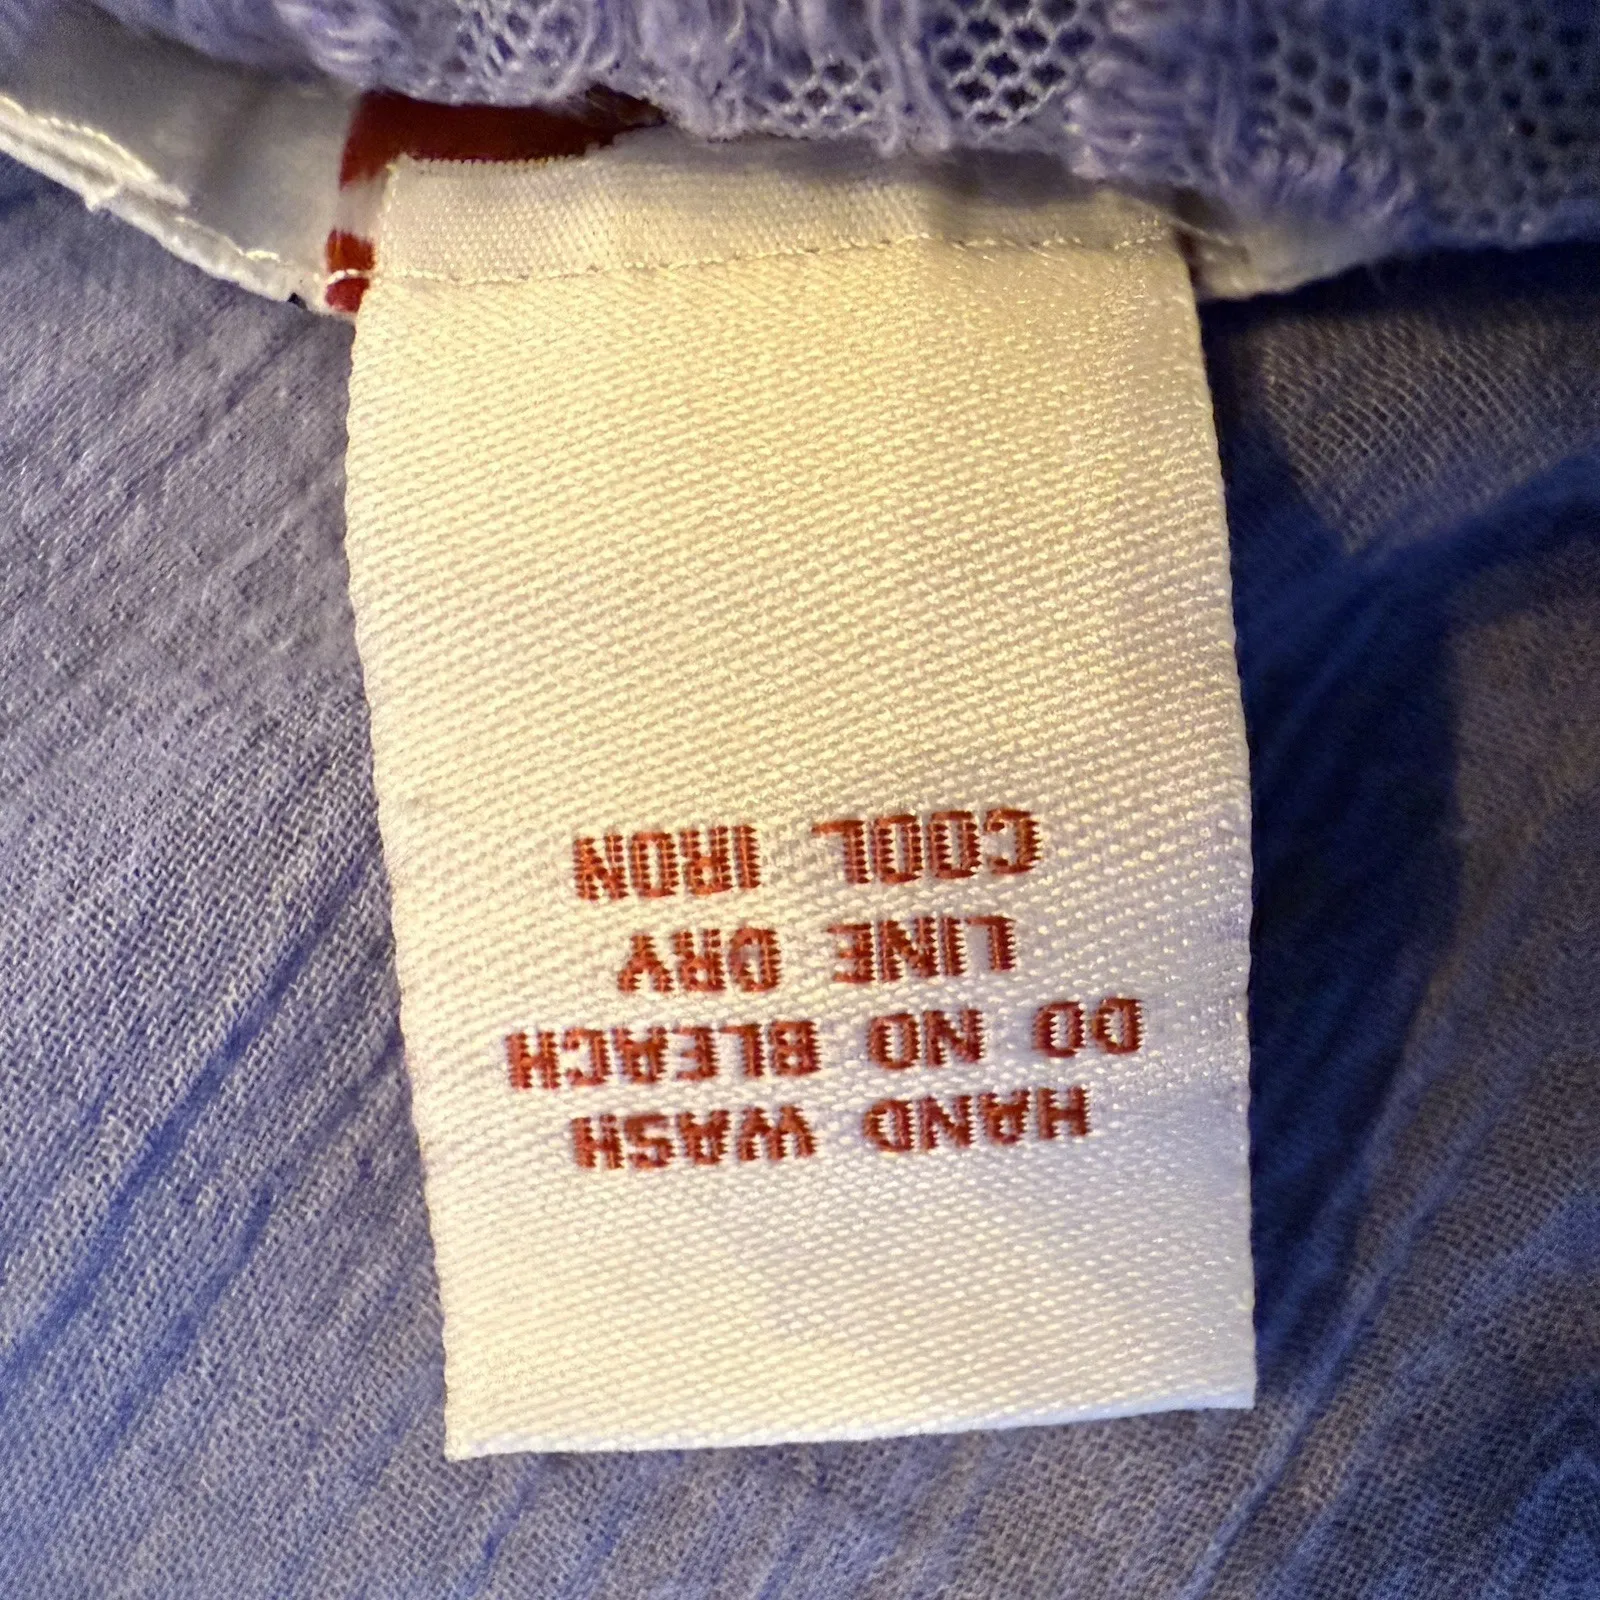 HAND WASH
DO NO BLEACH
LINE DRY
COOL IRON